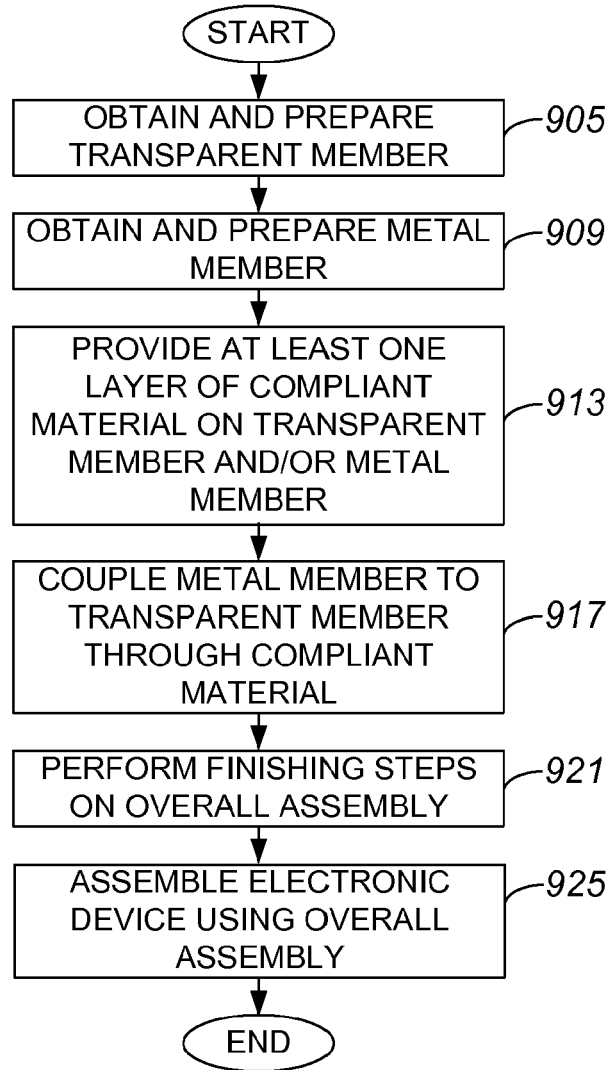 START
OBTAIN AND PREPARE
TRANSPARENT MEMBER
905
OBTAIN AND PREPARE METAL
MEMBER
909
PROVIDE AT LEAST ONE
LAYER OF COMPLIANT
MATERIAL ON TRANSPARENT
MEMBER AND/OR METAL
MEMBER
913
COUPLE METAL MEMBER TO
TRANSPARENT MEMBER
THROUGH COMPLIANT
MATERIAL
917
PERFORM FINISHING STEPS
ON OVERALL ASSEMBLY
921
ASSEMBLE ELECTRONIC
DEVICE USING OVERALL
ASSEMBLY
925
END